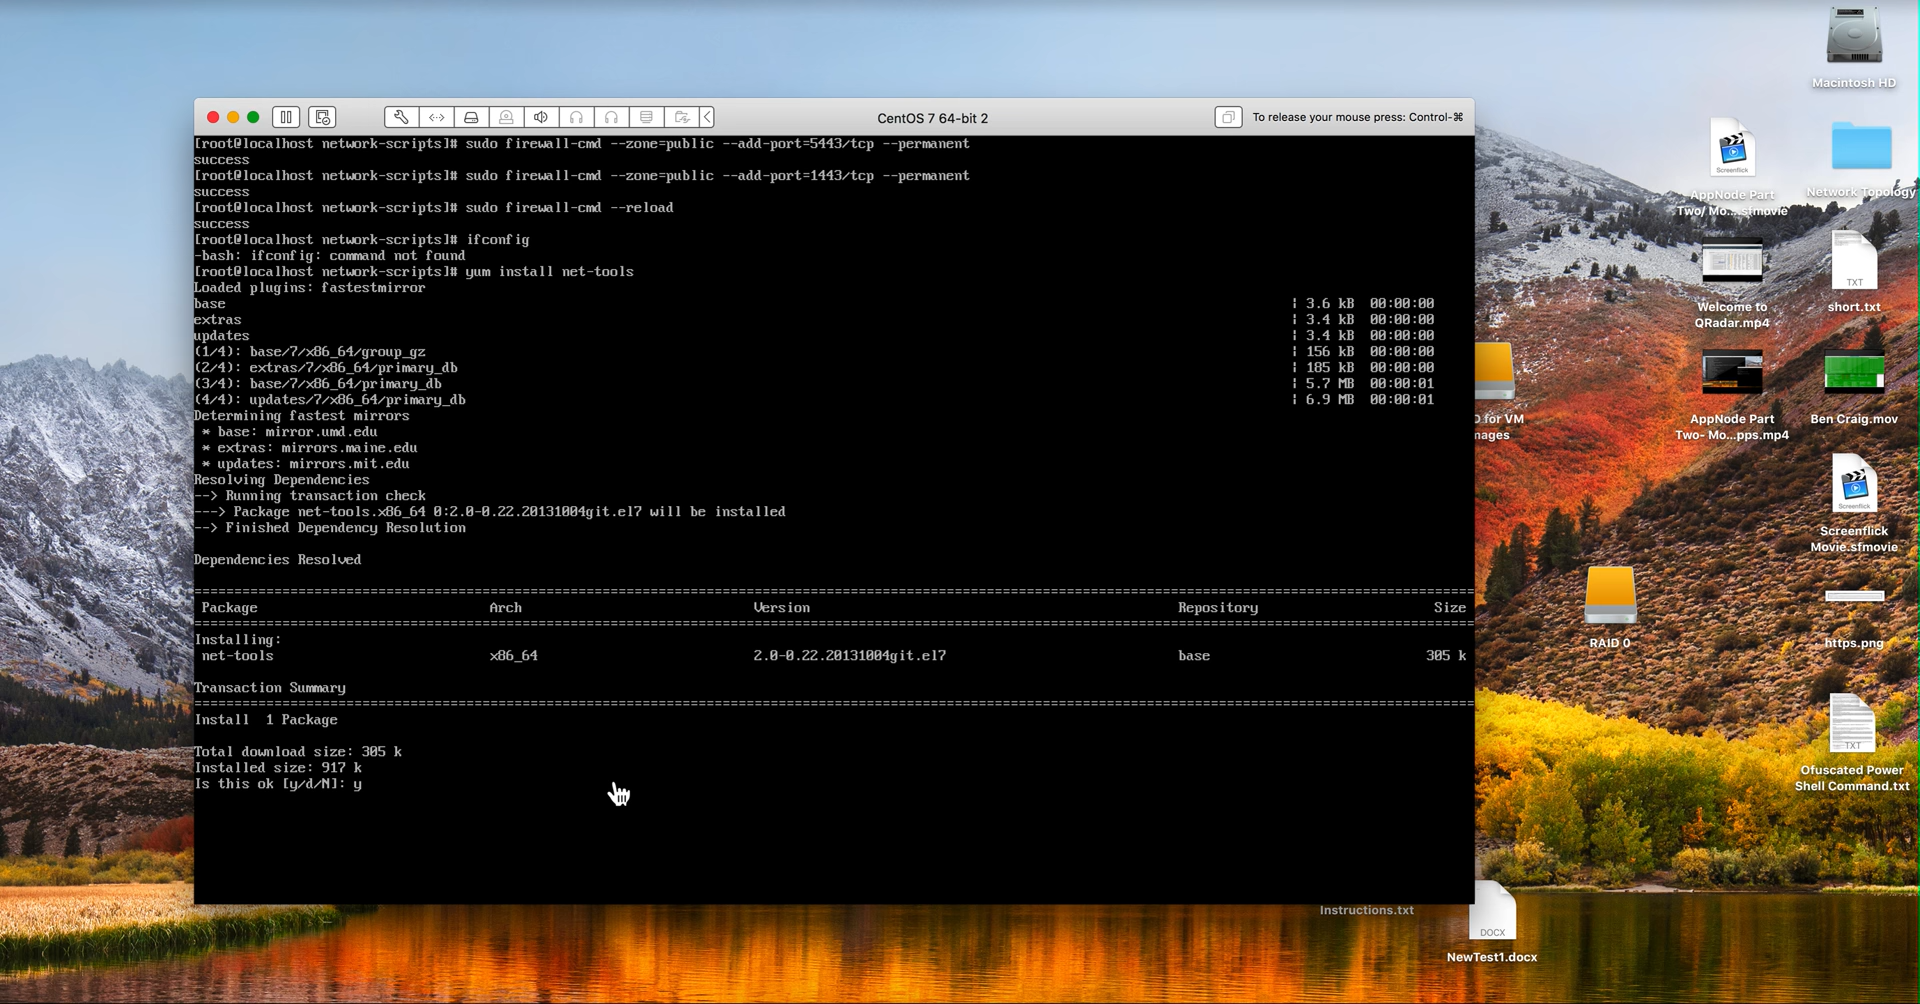 CentOS 7 64-bit 2
To release your mouse press: Control-⌘
[root@localhost network-scripts]# sudo firewall-cmd --zone=public --add-port=5443/tcp --permanent
success
[root@localhost network-scripts]# sudo firewall-cmd --zone=public --add-port=1443/tcp --permanent
success
[root@localhost network-scripts]# sudo firewall-cmd --reload
success
[root@localhost network-scripts]# ifconfig
-bash: ifconfig: command not found
[root@localhost network-scripts]# yum install net-tools
Loaded plugins: fastestmirror
base | 3.6 kB 00:00:00
extras | 3.4 kB 00:00:00
updates | 3.4 kB 00:00:00
(1/4): base/7/x86_64/group_gz | 156 kB 00:00:00
(2/4): extras/7/x86_64/primary_db | 185 kB 00:00:00
(3/4): base/7/x86_64/primary_db | 5.7 MB 00:00:01
(4/4): updates/7/x86_64/primary_db | 6.9 MB 00:00:01
Determining fastest mirrors
* base: mirror.umd.edu
* extras: mirrors.maine.edu
* updates: mirrors.mit.edu
Resolving Dependencies
--> Running transaction check
---> Package net-tools.x86_64 0:2.0-0.22.20131004git.el7 will be installed
--> Finished Dependency Resolution
Dependencies Resolved
Package Arch Version Repository Size
Installing:
net-tools x86_64 2.0-0.22.20131004git.el7 base 305 k
Transaction Summary
Install 1 Package
Total download size: 305 k
Installed size: 917 k
Is this ok [y/d/N]: y
Macintosh HD
Screenflick
AppNode Part
Two/ Mo....sfmovie
Network Topology
Welcome to
QRadar.mp4
TXT
short.txt
for VM
AppNode Part
Two- Mo...pps.mp4
Ben Craig.mov
Screenflick
Screenflick
Movie.sfmovie
RAID 0
https.png
TXT
Ofuscated Power
Shell Command.txt
Instructions.txt
DOCX
NewTest1.docx